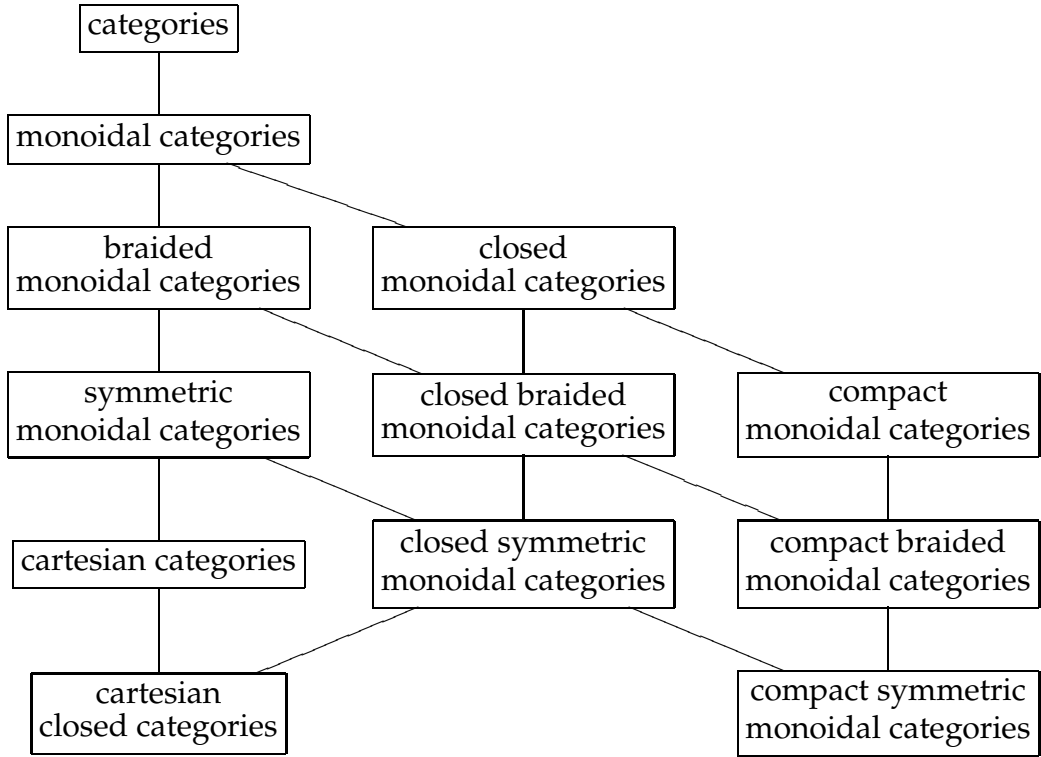 categories
monoidal categories
braided
monoidal categories
closed
monoidal categories
symmetric
monoidal categories
closed braided
monoidal categories
compact
monoidal categories
cartesian categories
closed symmetric
monoidal categories
compact braided
monoidal categories
cartesian
closed categories
compact symmetric
monoidal categories